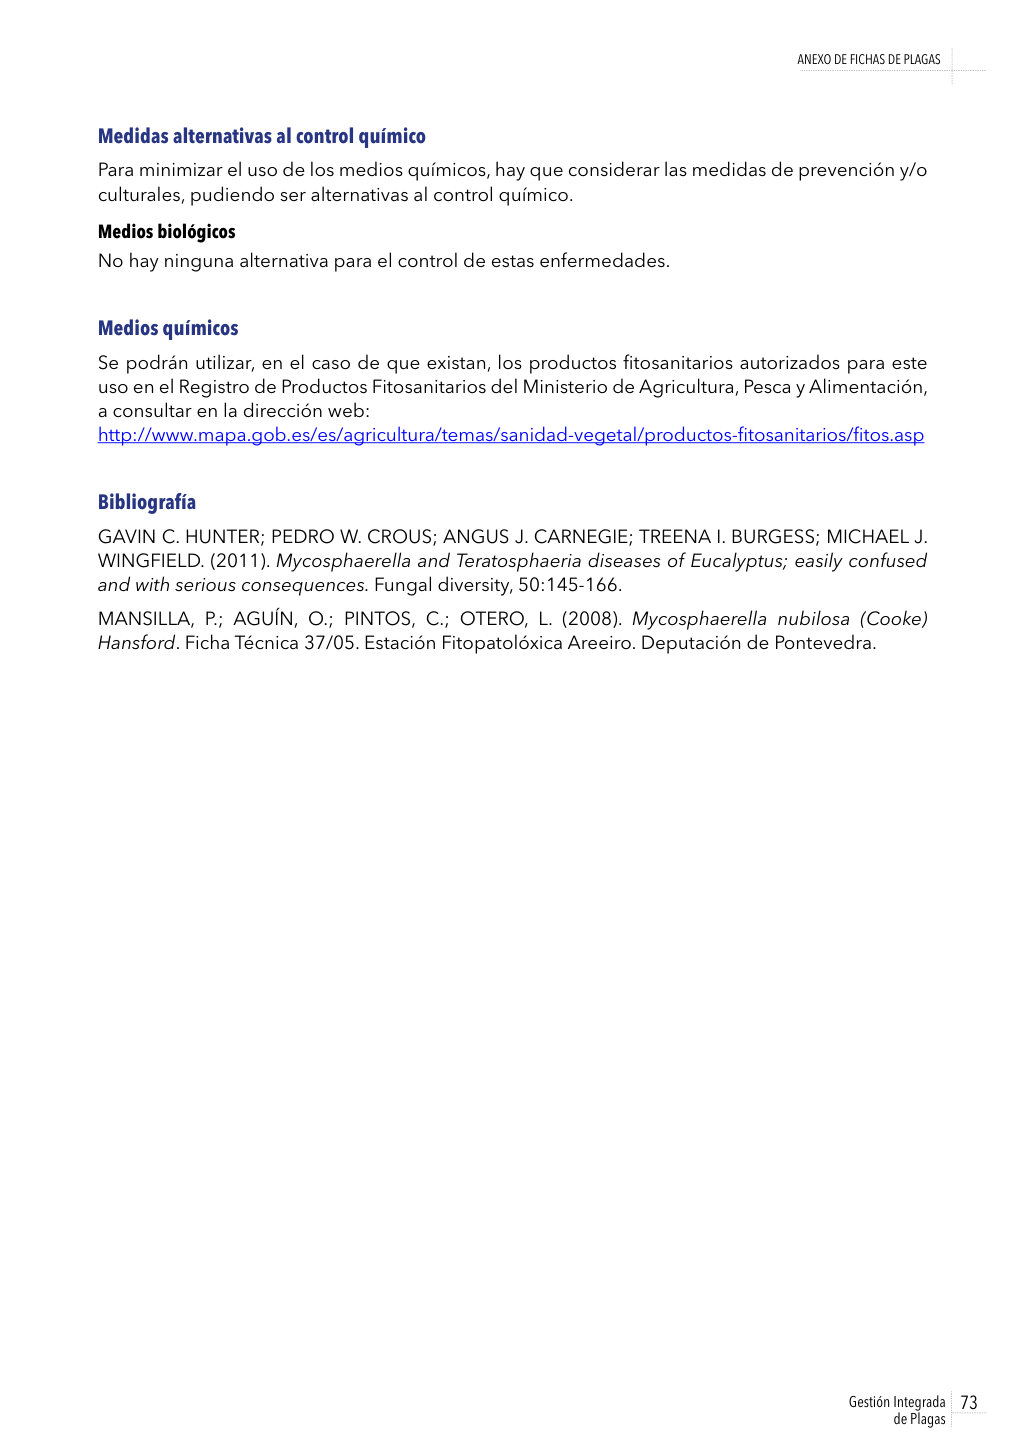 ANEXO DE FICHAS DE PLAGAS
Medidas alternativas al control químico
Para minimizar el uso de los medios químicos, hay que considerar las medidas de prevención y/o
culturales, pudiendo ser alternativas al control químico.
Medios biológicos
No hay ninguna alternativa para el control de estas enfermedades.
Medios químicos
Se podrán utilizar, en el caso de que existan, los productos fitosanitarios autorizados para este
uso en el Registro de Productos Fitosanitarios del Ministerio de Agricultura, Pesca y Alimentación,
a consultar en la dirección web:
http://www.mapa.gob.es/es/agricultura/temas/sanidad-vegetal/productos-fitosanitarios/fitos.asp
Bibliografía
GAVIN C. HUNTER; PEDRO W. CROUS; ANGUS J. CARNEGIE; TREENA I. BURGESS; MICHAEL J.
WINGFIELD. (2011). Mycosphaerella and Teratosphaeria diseases of Eucalyptus; easily confused
and with serious consequences. Fungal diversity, 50:145-166.
MANSILLA, P.; AGUÍN, O.; PINTOS, C.; OTERO, L. (2008). Mycosphaerella nubilosa (Cooke)
Hansford. Ficha Técnica 37/05. Estación Fitopatolóxica Areeiro. Deputación de Pontevedra.
Gestión Integrada 73
de Plagas